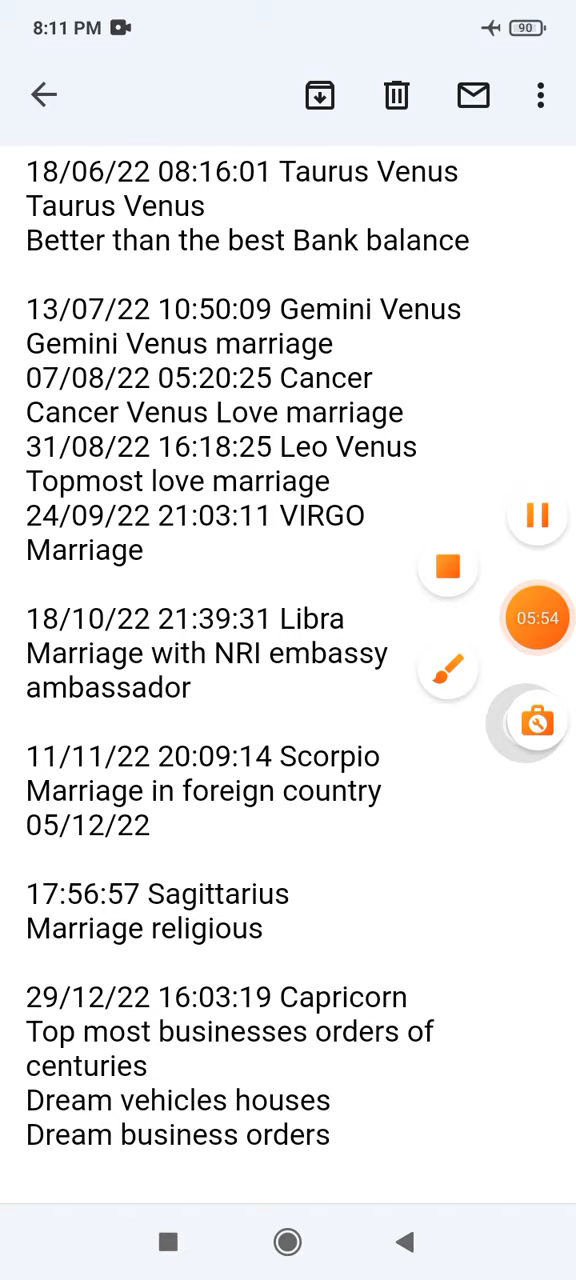 8:11 PM
90
18/06/22 08:16:01 Taurus Venus
Taurus Venus
Better than the best Bank balance
13/07/22 10:50:09 Gemini Venus
Gemini Venus marriage
07/08/22 05:20:25 Cancer
Cancer Venus Love marriage
31/08/22 16:18:25 Leo Venus
Topmost love marriage
24/09/22 21:03:11 VIRGO
Marriage
05:54
18/10/22 21:39:31 Libra
Marriage with NRI embassy
ambassador
11/11/22 20:09:14 Scorpio
Marriage in foreign country
05/12/22
17:56:57 Sagittarius
Marriage religious
29/12/22 16:03:19 Capricorn
Top most businesses orders of
centuries
Dream vehicles houses
Dream business orders